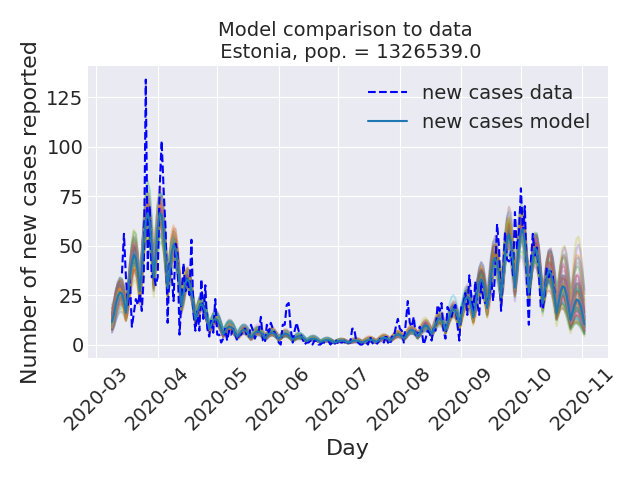 Model comparison to data
Estonia, pop. = 1326539.0
Number of new cases reported
125
100
75
50
25
0
new cases data
new cases model
2020-03
2020-04
2020-05
2020-06
2020-07
2020-08
2020-09
2020-10
2020-11
Day